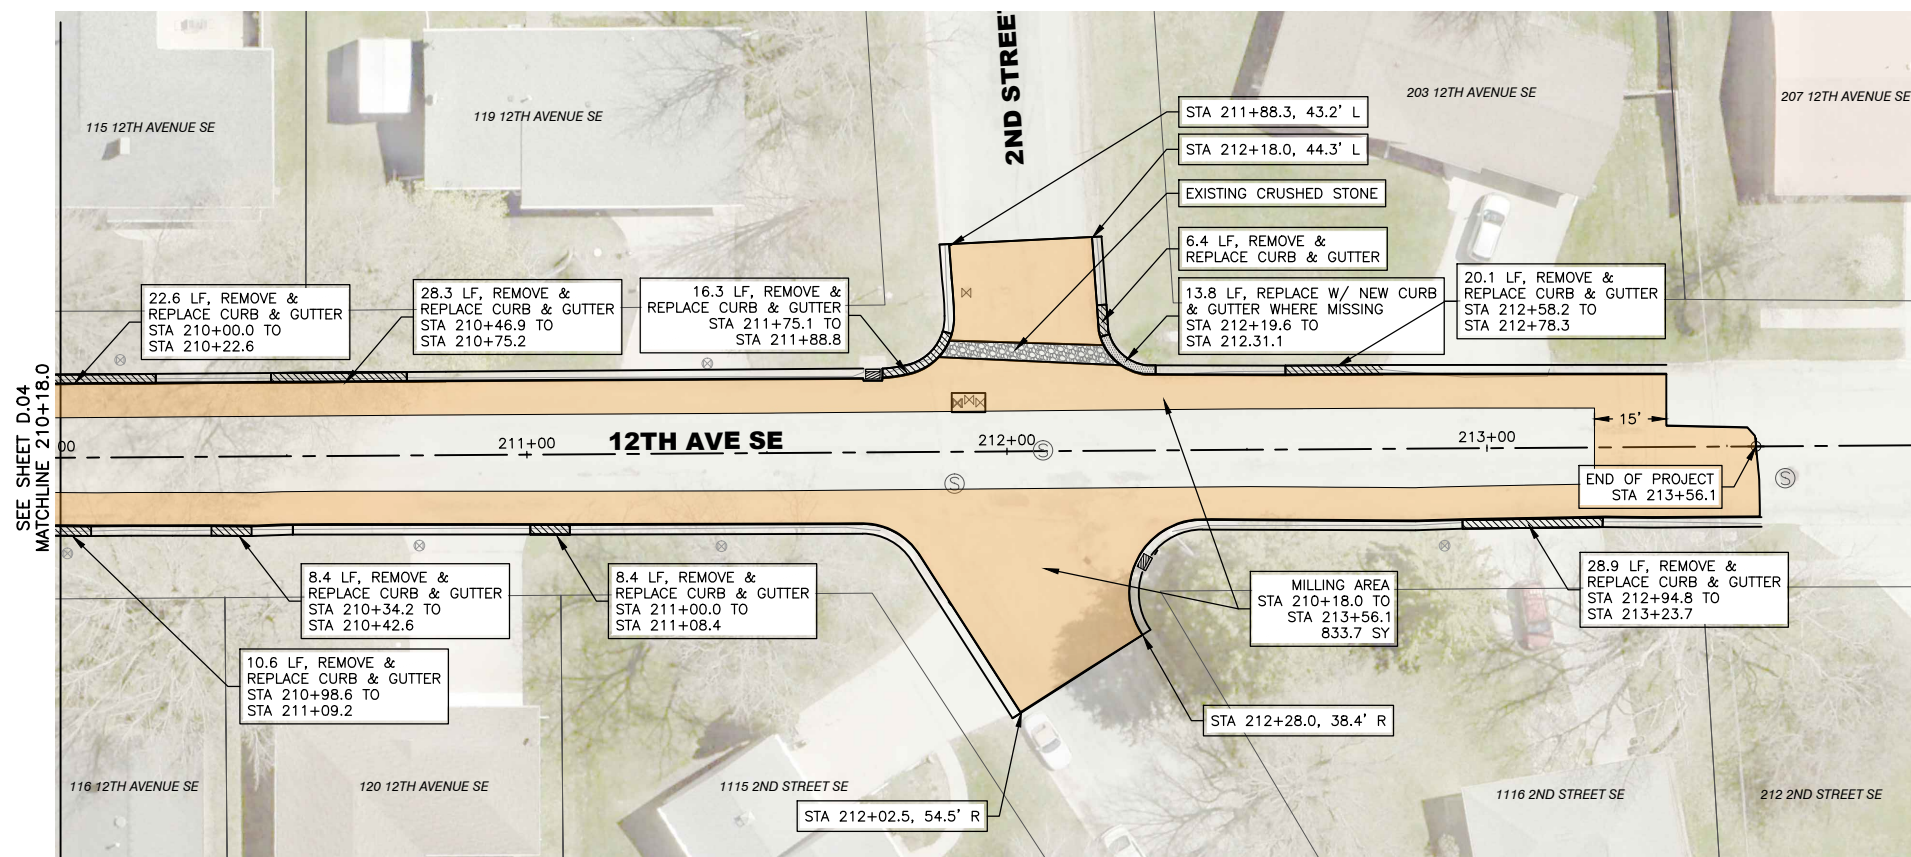 2ND STREE
115 12TH AVENUE SE
119 12TH AVENUE SE
203 12TH AVENUE SE
207 12TH AVENUE SE
STA 211+88.3, 43.2' L
STA 212+18.0, 44.3' L
EXISTING CRUSHED STONE
6.4 LF, REMOVE &
REPLACE CURB & GUTTER
22.6 LF, REMOVE &
REPLACE CURB & GUTTER
STA 210+00.0 TO
STA 210+22.6
28.3 LF, REMOVE &
REPLACE CURB & GUTTER
STA 210+46.9 TO
STA 210+75.2
16.3 LF, REMOVE &
REPLACE CURB & GUTTER
STA 211+75.1 TO
STA 211+88.8
13.8 LF, REPLACE W/ NEW CURB
& GUTTER WHERE MISSING
STA 212+19.6 TO
STA 212.31.1
20.1 LF, REMOVE &
REPLACE CURB & GUTTER
STA 212+58.2 TO
STA 212+78.3
SEE SHEET D.04
MATCHLINE 210+18.0
00
211+00
12TH AVE SE
212+00
S
S
213+00
15'
S
END OF PROJECT
STA 213+56.1
8.4 LF, REMOVE &
REPLACE CURB & GUTTER
STA 210+34.2 TO
STA 210+42.6
8.4 LF, REMOVE &
REPLACE CURB & GUTTER
STA 211+00.0 TO
STA 211+08.4
MILLING AREA
STA 210+18.0 TO
STA 213+56.1
833.7 SY
28.9 LF, REMOVE &
REPLACE CURB & GUTTER
STA 212+94.8 TO
STA 213+23.7
10.6 LF, REMOVE &
REPLACE CURB & GUTTER
STA 210+98.6 TO
STA 211+09.2
STA 212+28.0, 38.4' R
116 12TH AVENUE SE
120 12TH AVENUE SE
1115 2ND STREET SE
1116 2ND STREET SE
212 2ND STREET SE
STA 212+02.5, 54.5' R